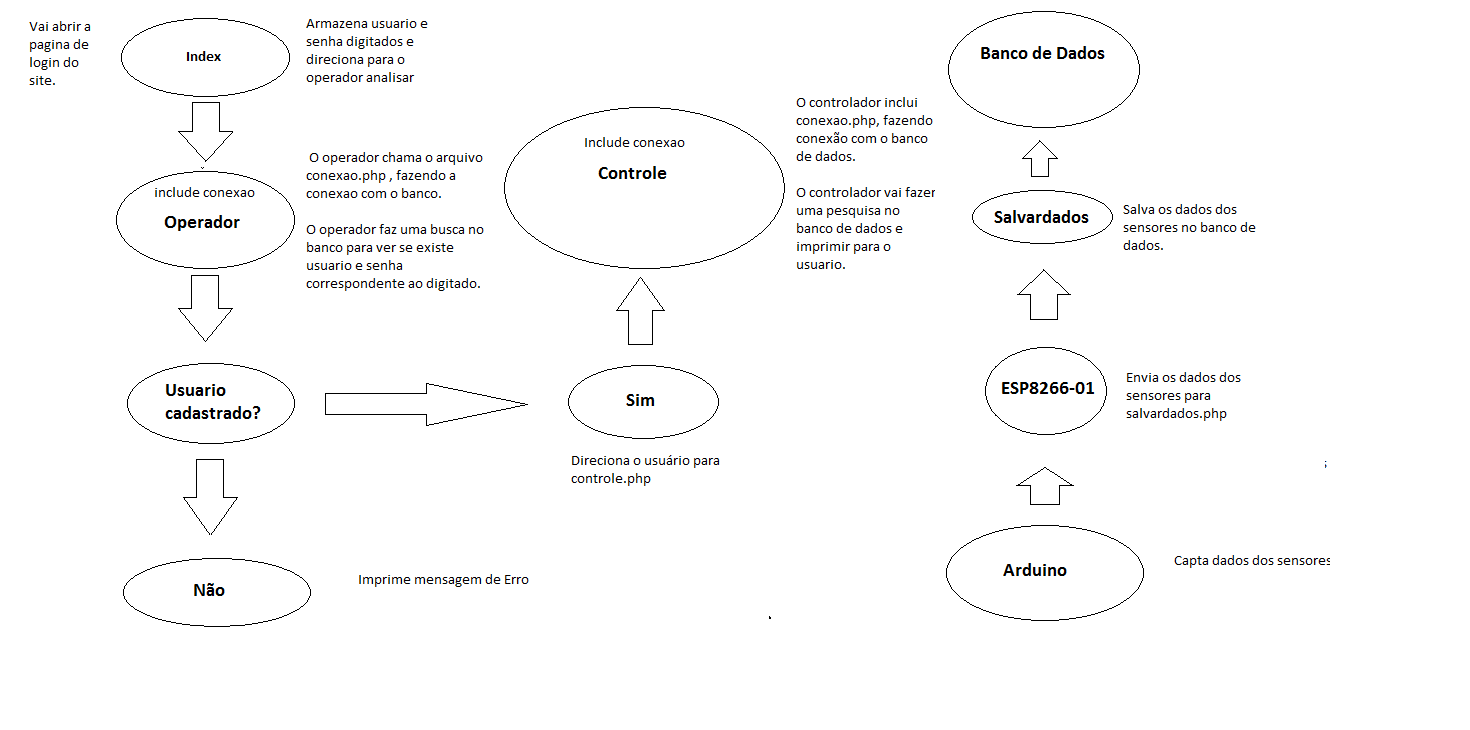 Vai abrir a
pagina de
login do
site.
Index
Armazena usuario e
senha digitados e
direciona para o
operador analisar
include conexao
Operador
O operador chama o arquivo
conexao.php , fazendo a
conexao com o banco.
O operador faz uma busca no
banco para ver se existe
usuario e senha
correspondente ao digitado.
Usuario
cadastrado?
Não
Imprime mensagem de Erro
Sim
Direciona o usuário para
controle.php
Include conexao
Controle
O controlador inclui
conexao.php, fazendo
conexão com o banco
de dados.
O controlador vai fazer
uma pesquisa no
banco de dados e
imprimir para o
usuario.
Banco de Dados
Salvardados
Salva os dados dos
sensores no banco de
dados.
ESP8266-01
Envia os dados dos
sensores para
salvardados.php
;
Arduino
Capta dados dos sensores